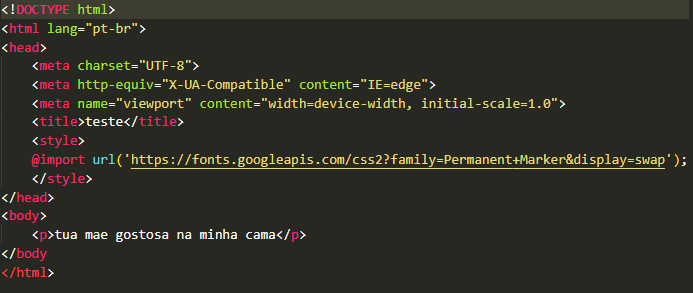 <!DOCTYPE html>
<html lang="pt-br">
<head>
    <meta charset="UTF-8">
    <meta http-equiv="X-UA-Compatible" content="IE=edge">
    <meta name="viewport" content="width=device-width, initial-scale=1.0">
    <title>teste</title>
    <style>
    @import url('https://fonts.googleapis.com/css2?family=Permanent+Marker&display=swap');
    </style>
</head>
<body>
    <p>tua mae gostosa na minha cama</p>
</body
</html>